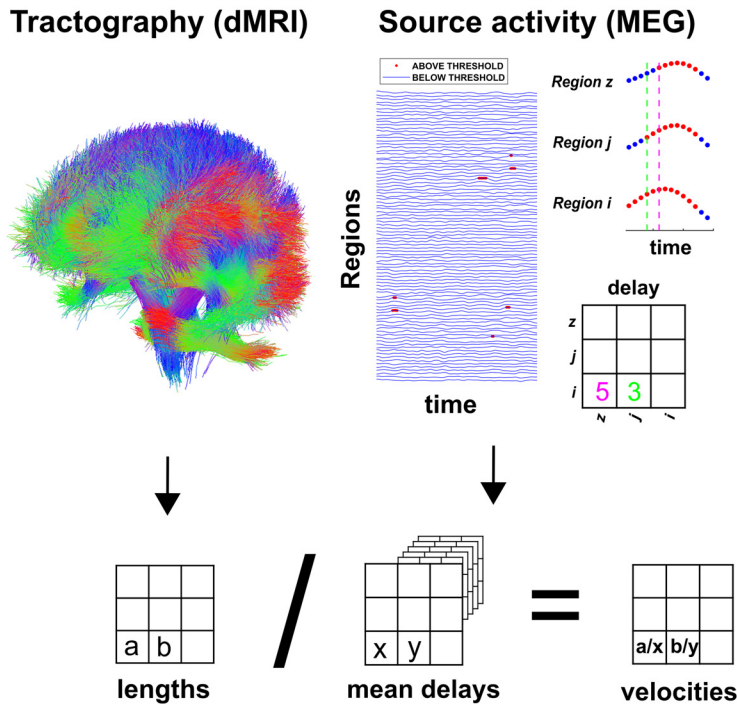 Tractography (dMRI)
Source activity (MEG)
ABOVE THRESHOLD
BELOW THRESHOLD
Regions
time
Region z
Region j
Region i
time
delay
z
j
i 5 3
z j i
a b
/
x y
=
a/x b/y
lengths
mean delays
velocities